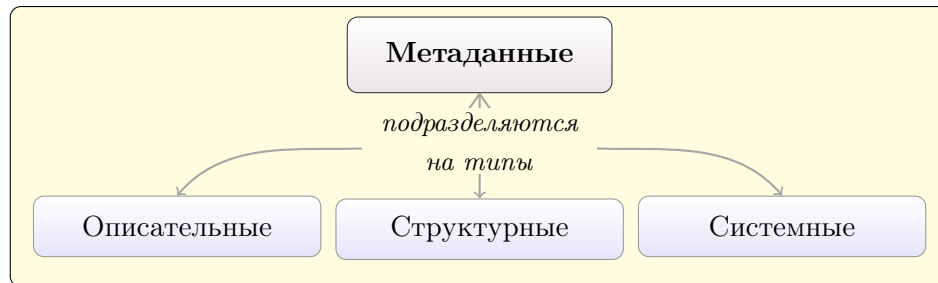 Метаданные
подразделяются
на типы
Описательные
Структурные
Системные